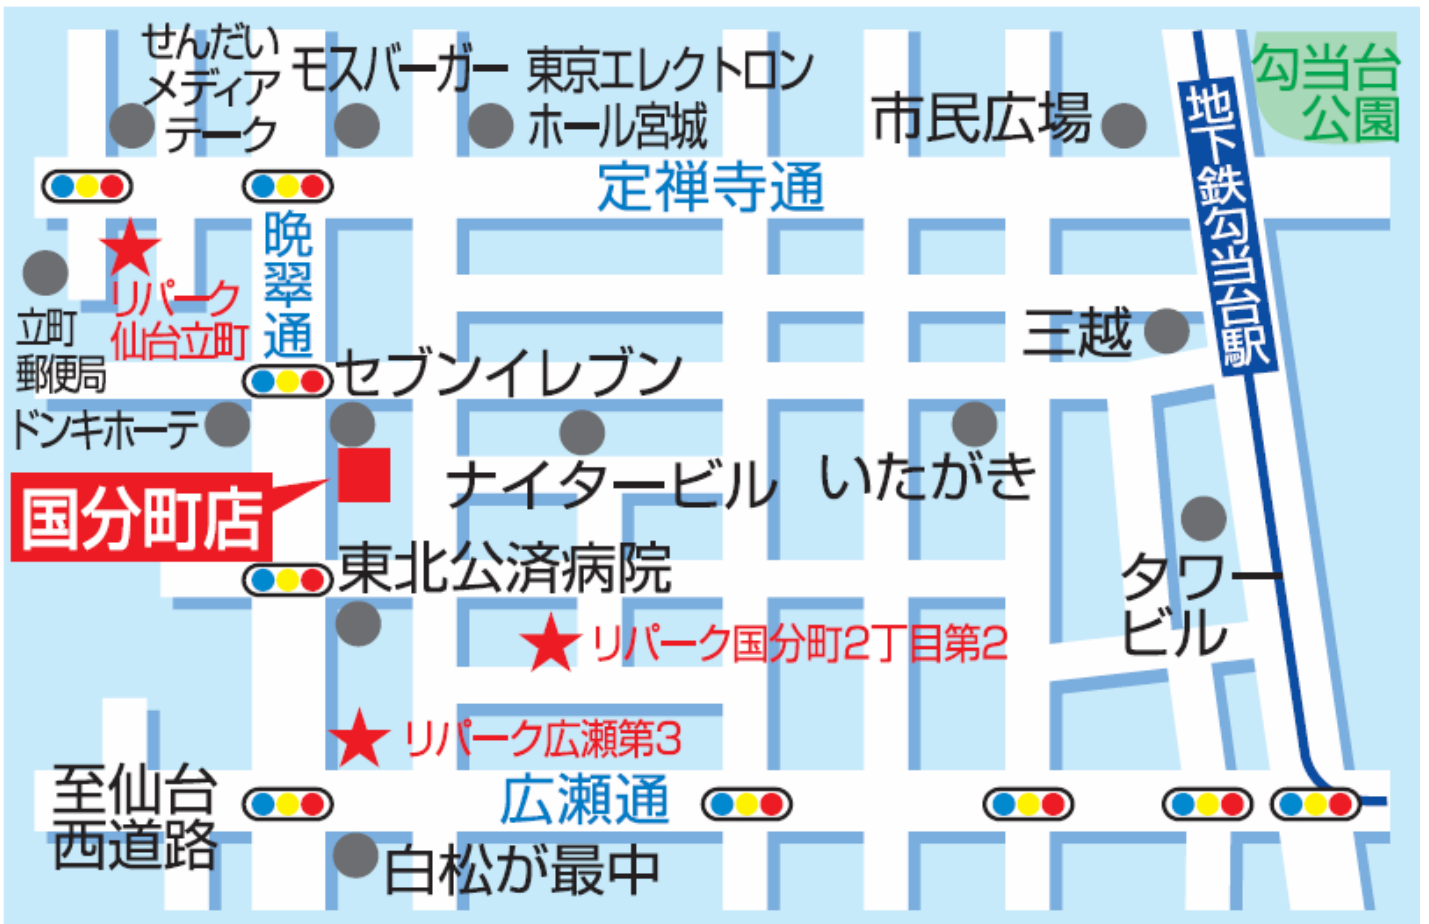 せんだい
メディア
テーク
モスバーガー
東京エレクトロン
ホール宮城
市民広場
勾当台
公園
地下鉄勾当台駅
定禅寺通
晩翠通
リパーク
仙台立町
立町
郵便局
三越
セブンイレブン
ドンキホーテ
ナイタービル
いたがき
国分町店
東北公済病院
タワー
ビル
リパーク国分町2丁目第2
リパーク広瀬第3
至仙台
西道路
広瀬通
白松が最中